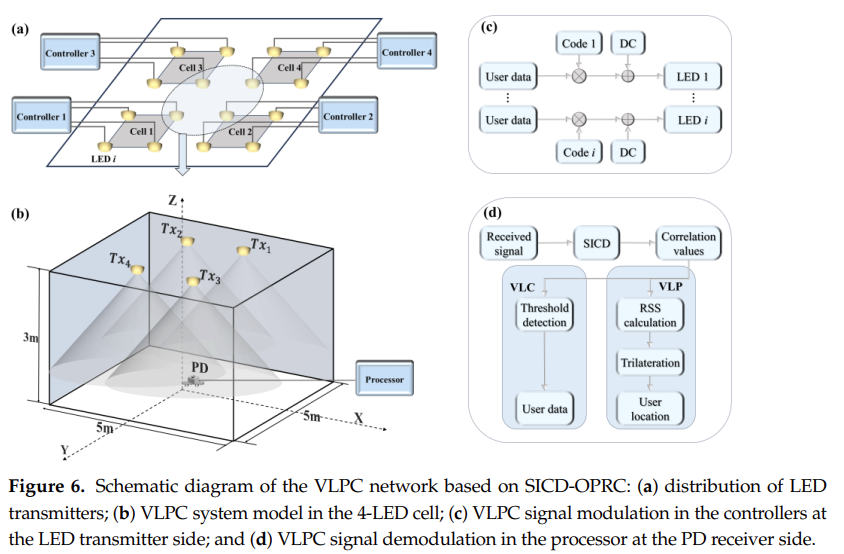 (a)
Controller 3
Controller 4
Cell 3
Cell 4
Controller 1
Controller 2
Cell 1
Cell 2
LED i
(b)
Z
Tx2
Tx1
Tx4
Tx3
3m
PD
Processor
5m
5m
X
Y
(c)
Code 1
DC
User data
LED 1
⋮
⋮
User data
LED i
Code i
DC
(d)
Received
signal
SICD
Correlation
values
VLC
VLP
Threshold
detection
RSS
calculation
Trilateration
User data
User
location
Figure 6. Schematic diagram of the VLPC network based on SICD-OPRC: (a) distribution of LED
transmitters; (b) VLPC system model in the 4-LED cell; (c) VLPC signal modulation in the controllers at
the LED transmitter side; and (d) VLPC signal demodulation in the processor at the PD receiver side.